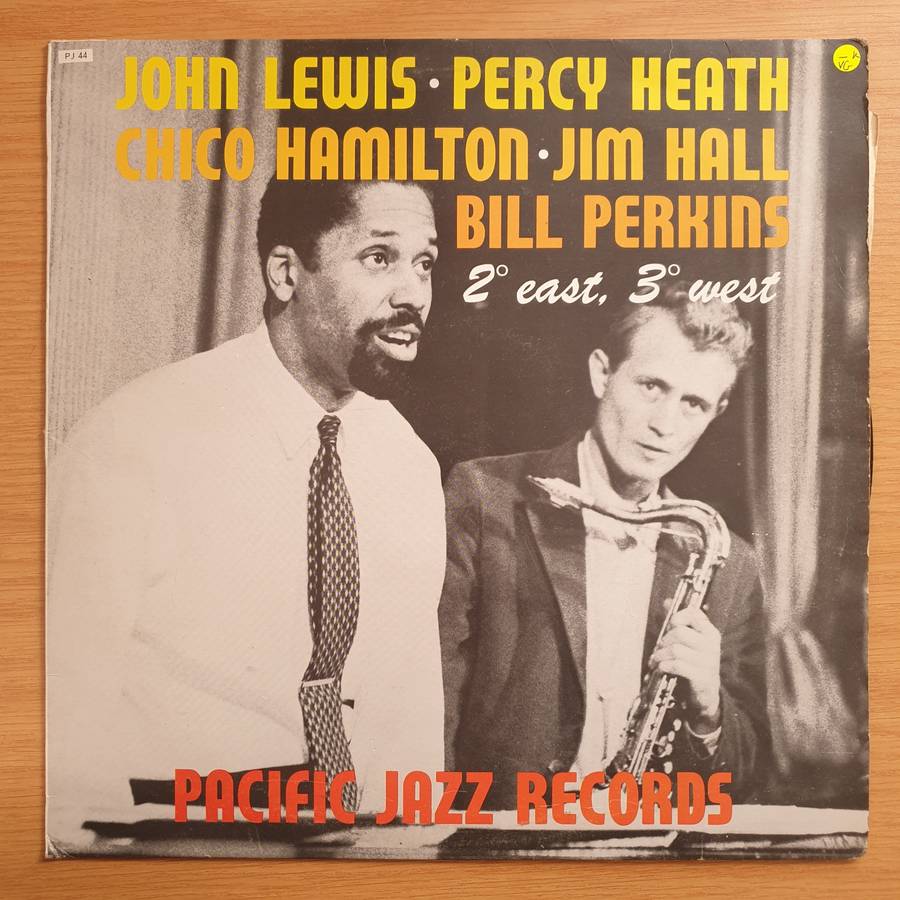 PJ 44
JOHN LEWIS • PERCY HEATH
CHICO HAMILTON • JIM HALL
BILL PERKINS
2° east, 3° west
PACIFIC JAZZ RECORDS
VG